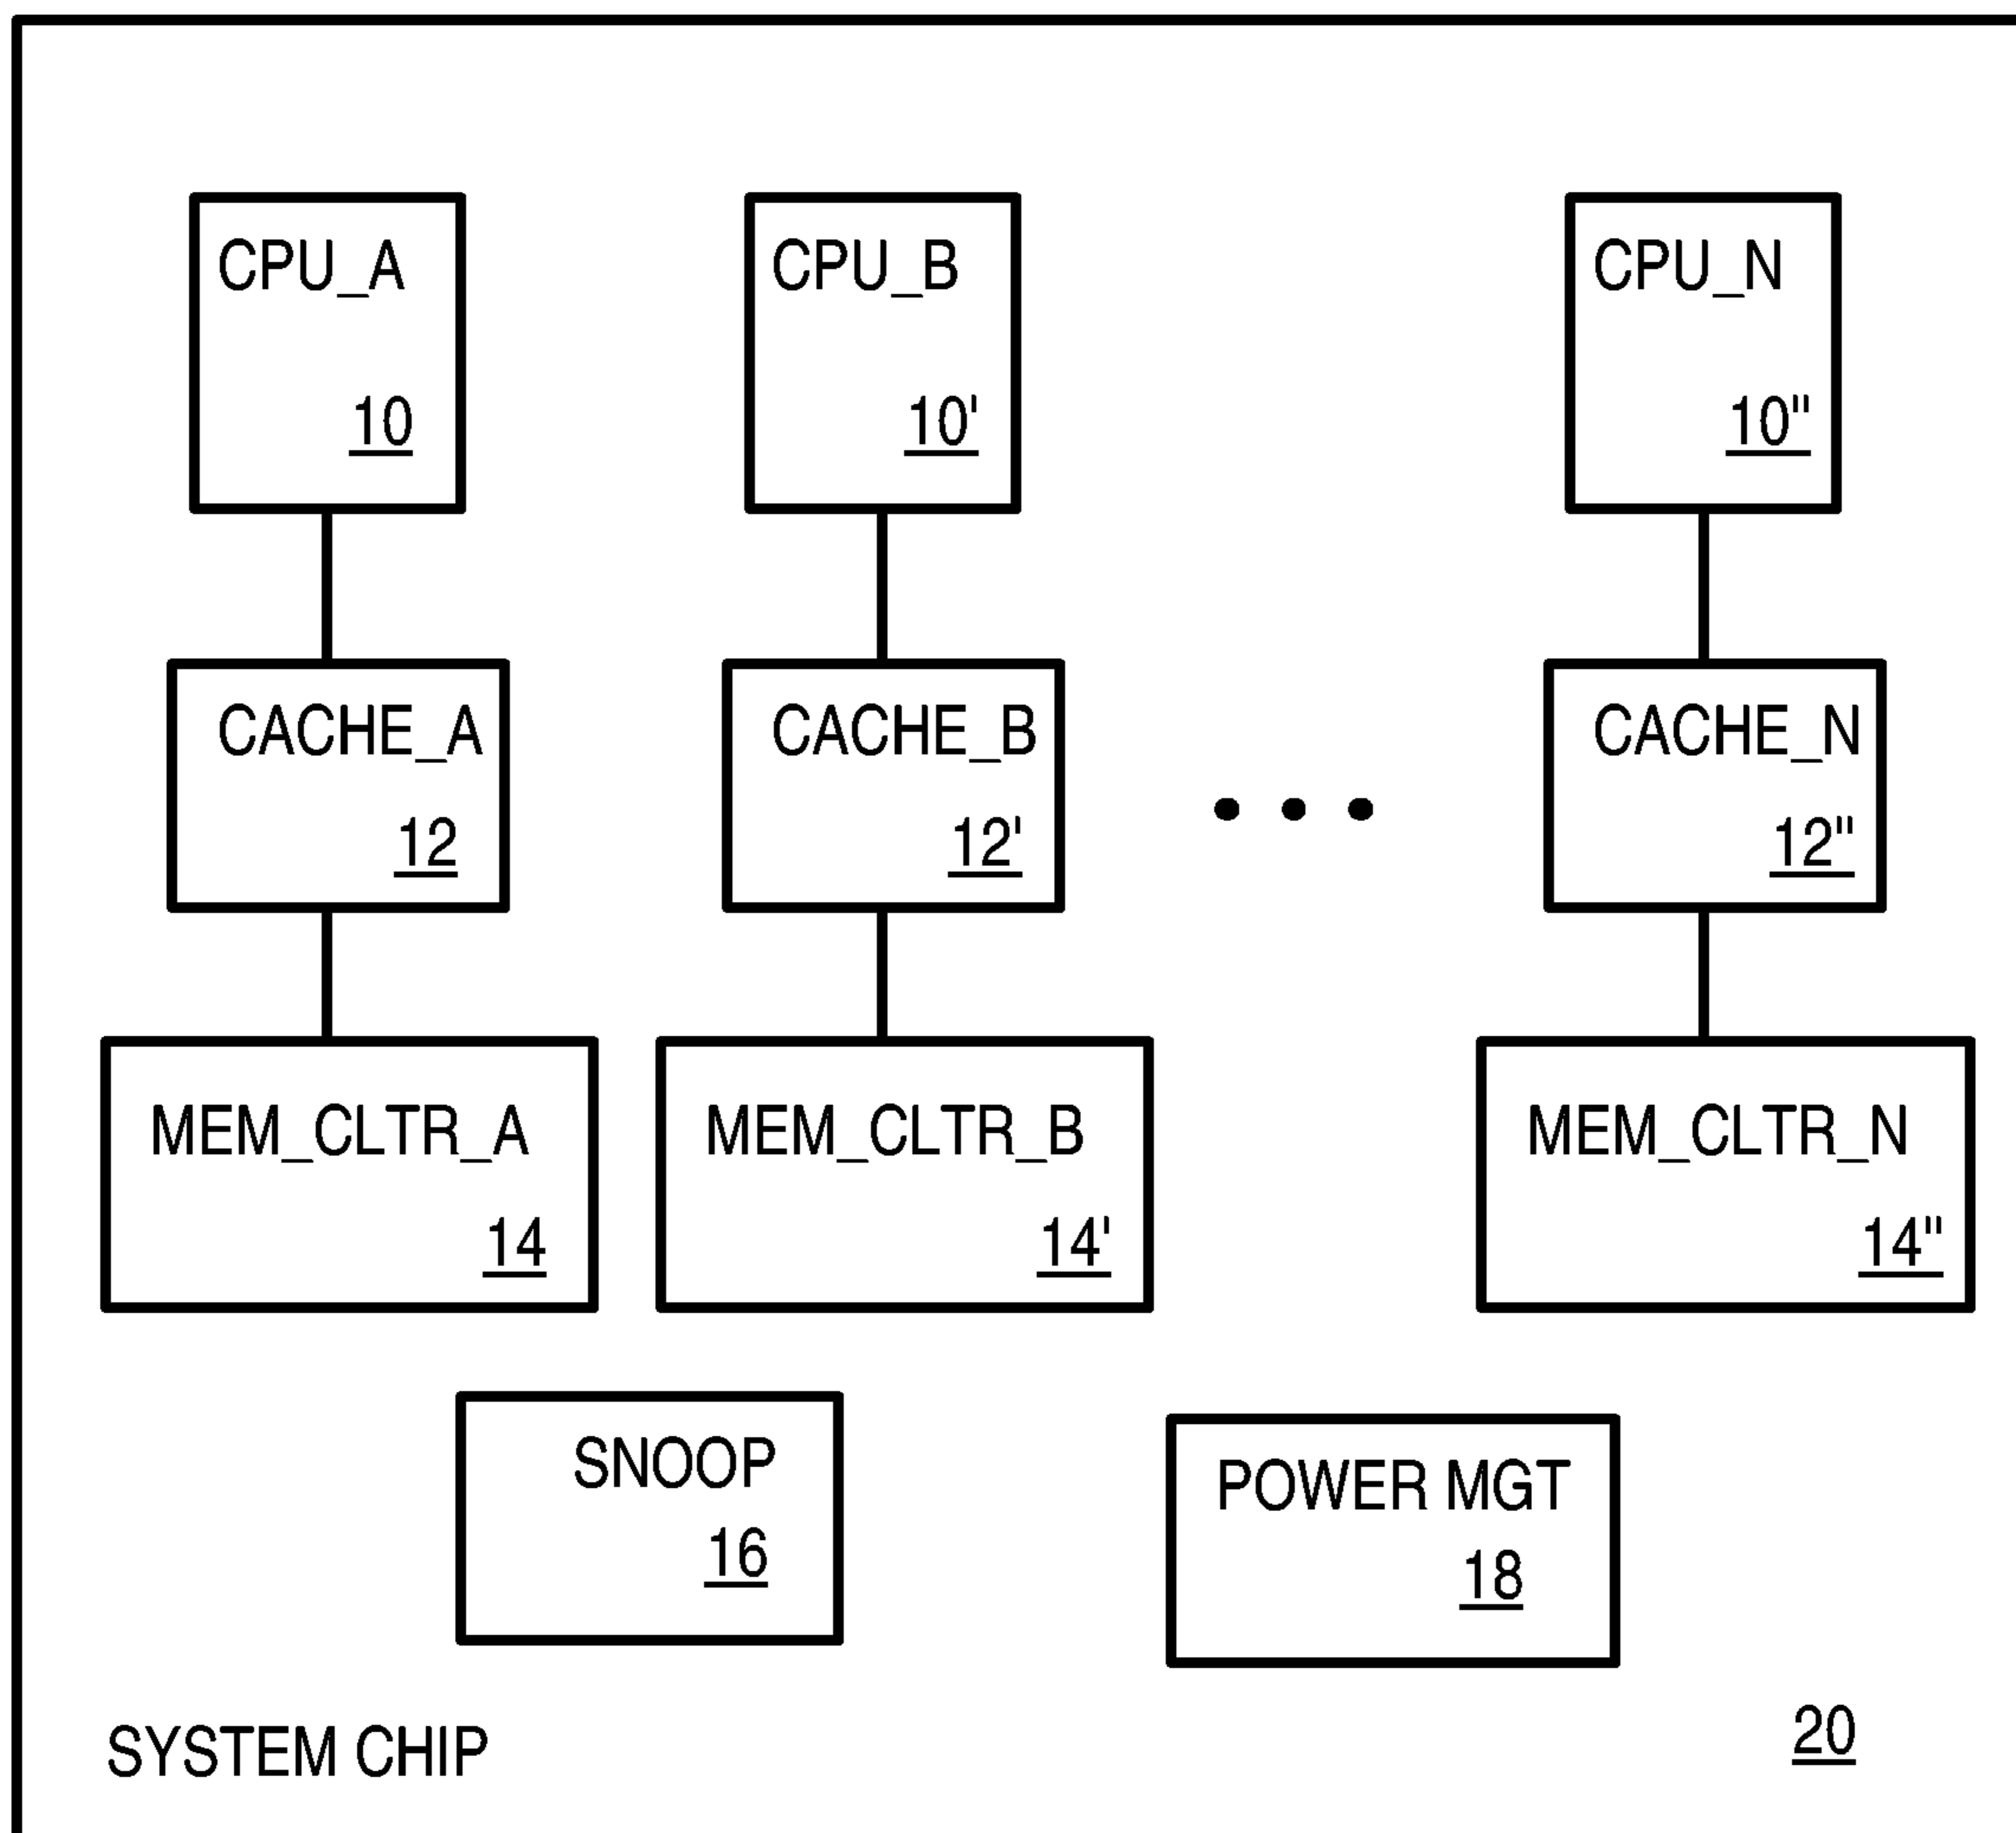 CPU_A
10
CPU_B
10'
CPU_N
10"
CACHE_A
12
CACHE_B
12'
CACHE_N
12"
MEM_CLTR_A
14
MEM_CLTR_B
14'
MEM_CLTR_N
14"
SNOOP
16
POWER MGT
18
SYSTEM CHIP
20